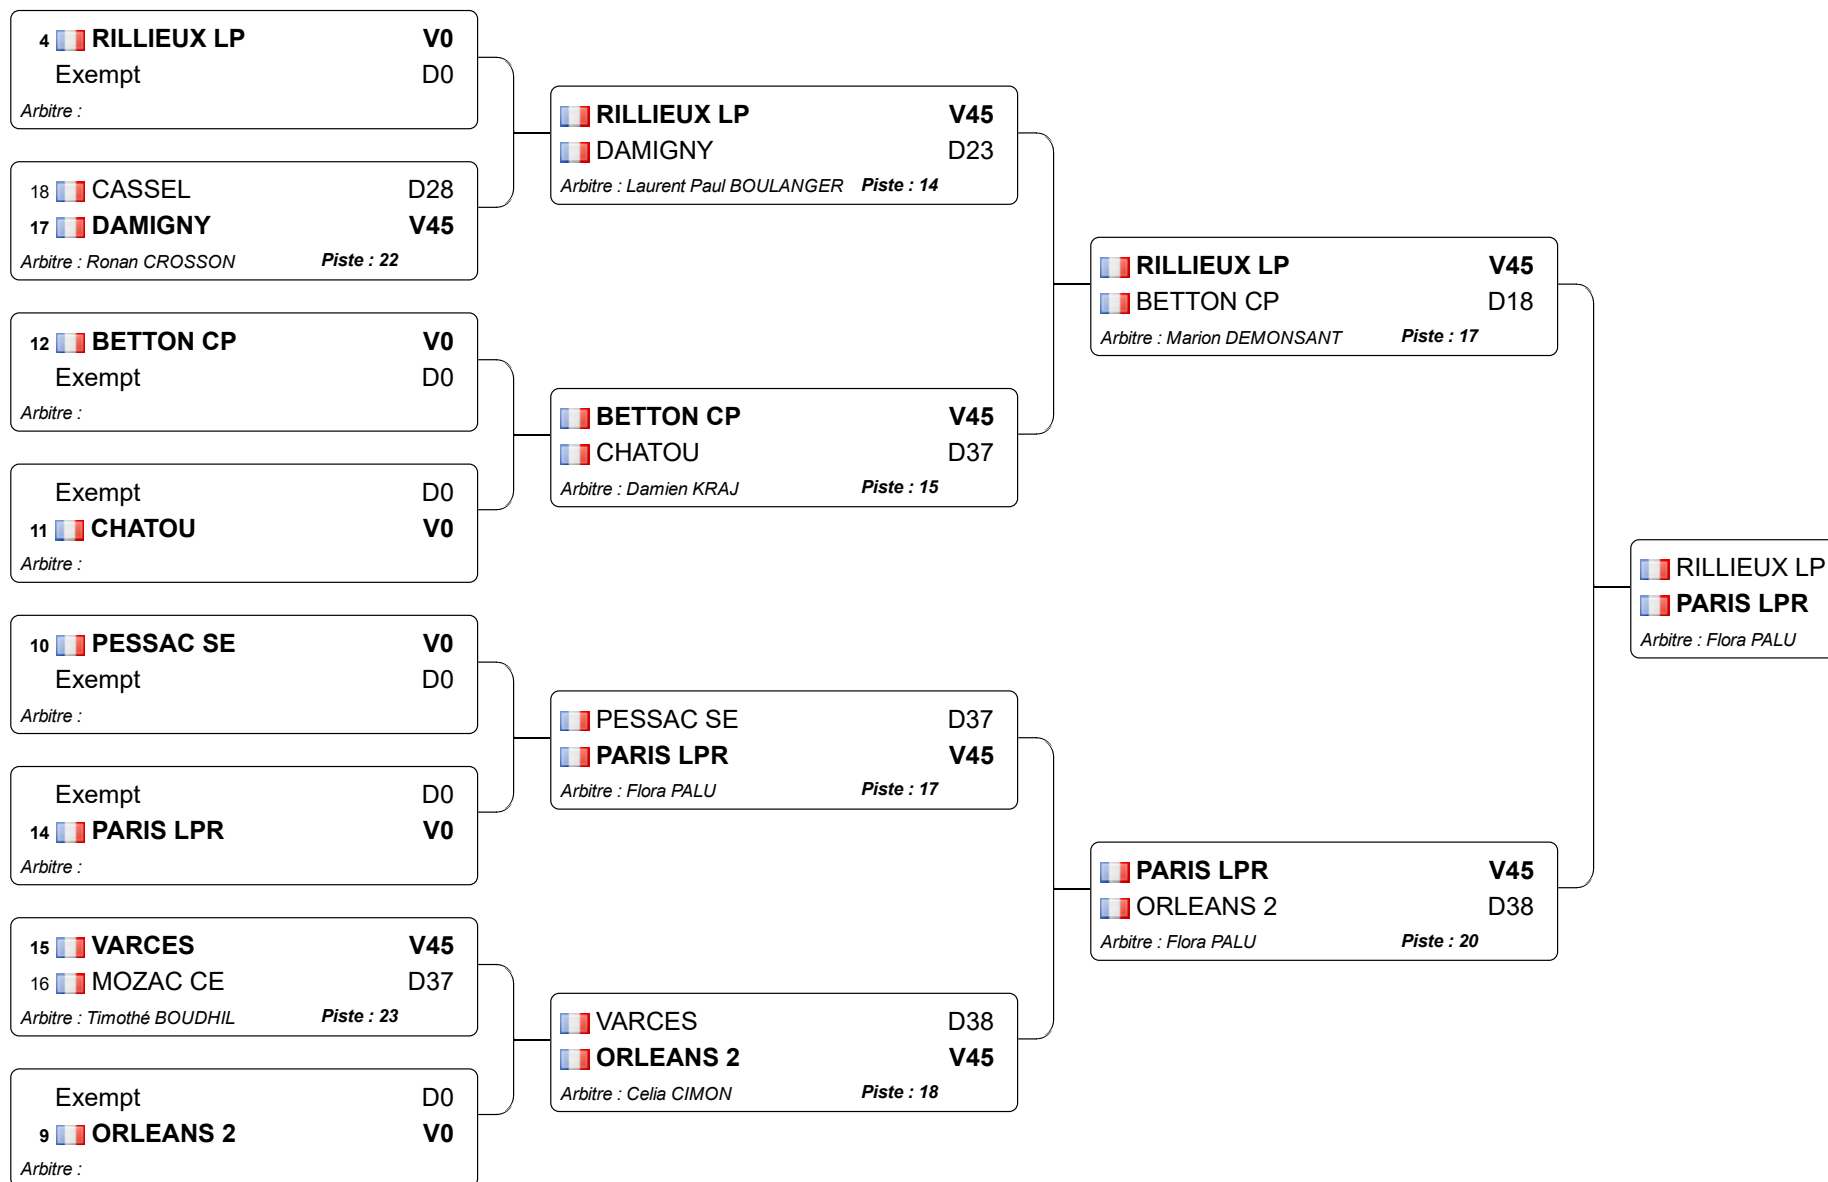 4 RILLIEUX LP V0
Exempt D0
Arbitre :
18 CASSEL D28
17 DAMIGNY V45
Arbitre : Ronan CROSSON Piste : 22
12 BETTON CP V0
Exempt D0
Arbitre :
Exempt D0
11 CHATOU V0
Arbitre :
10 PESSAC SE V0
Exempt D0
Arbitre :
Exempt D0
14 PARIS LPR V0
Arbitre :
15 VARCES V45
16 MOZAC CE D37
Arbitre : Timothé BOUDHIL Piste : 23
Exempt D0
9 ORLEANS 2 V0
Arbitre :
RILLIEUX LP V45
DAMIGNY D23
Arbitre : Laurent Paul BOULANGER Piste : 14
BETTON CP V45
CHATOU D37
Arbitre : Damien KRAJ Piste : 15
PESSAC SE D37
PARIS LPR V45
Arbitre : Flora PALU Piste : 17
VARCES D38
ORLEANS 2 V45
Arbitre : Celia CIMON Piste : 18
RILLIEUX LP V45
BETTON CP D18
Arbitre : Marion DEMONSANT Piste : 17
PARIS LPR V45
ORLEANS 2 D38
Arbitre : Flora PALU Piste : 20
RILLIEUX LP
PARIS LPR
Arbitre : Flora PALU